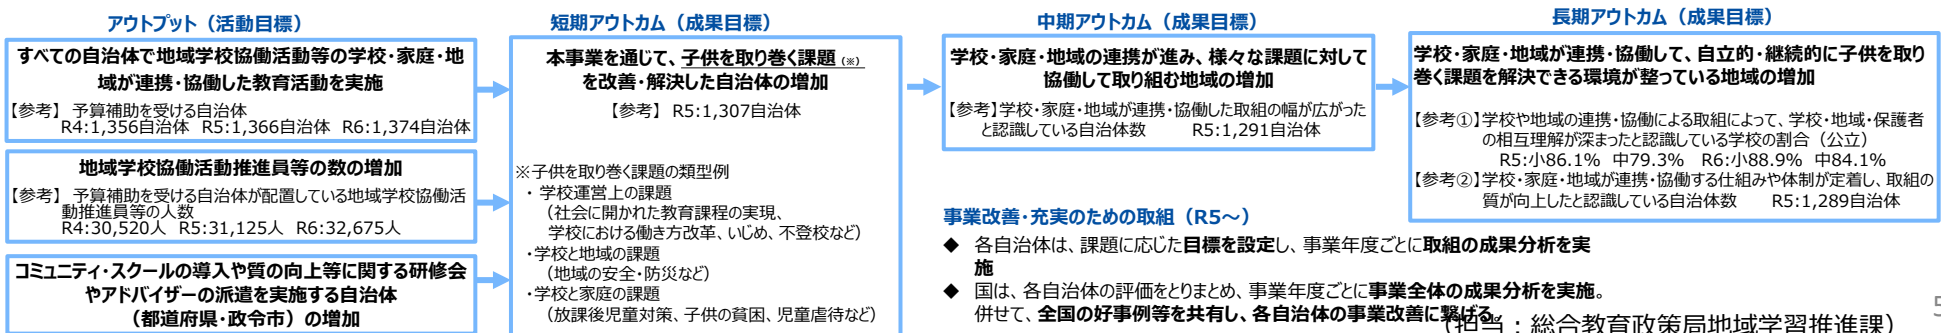 アウトプット（活動目標）
すべての自治体で地域学校協働活動等の学校・家庭・地
域が連携・協働した教育活動を実施
【参考】 予算補助を受ける自治体
R4:1,356自治体 R5:1,366自治体 R6:1,374自治体
地域学校協働活動推進員等の数の増加
【参考】 予算補助を受ける自治体が配置している地域学校協働活
動推進員等の人数
R4:30,520人 R5:31,125人 R6:32,675人
コミュニティ・スクールの導入や質の向上等に関する研修会
やアドバイザーの派遣を実施する自治体
（都道府県・政令市）の増加
短期アウトカム（成果目標）
本事業を通じて、子供を取り巻く課題（※）
を改善・解決した自治体の増加
【参考】 R5:1,307自治体
※子供を取り巻く課題の類型例
・ 学校運営上の課題
（社会に開かれた教育課程の実現、
学校における働き方改革、いじめ、不登校など）
・学校と地域の課題
（地域の安全・防災など）
・学校と家庭の課題
（放課後児童対策、子供の貧困、児童虐待など）
中期アウトカム（成果目標）
学校・家庭・地域の連携が進み、様々な課題に対して
協働して取り組む地域の増加
【参考】学校・家庭・地域が連携・協働した取組の幅が広がった
と認識している自治体数 R5:1,291自治体
長期アウトカム（成果目標）
学校・家庭・地域が連携・協働して、自立的・継続的に子供を取り
巻く課題を解決できる環境が整っている地域の増加
【参考①】学校や地域の連携・協働による取組によって、学校・地域・保護者
の相互理解が深まったと認識している学校の割合（公立）
R5:小86.1% 中79.3% R6:小88.9% 中84.1%
【参考②】学校・家庭・地域が連携・協働する仕組みや体制が定着し、取組の
質が向上したと認識している自治体数 R5:1,289自治体
事業改善・充実のための取組（R5～）
◆ 各自治体は、課題に応じた目標を設定し、事業年度ごとに取組の成果分析を実
施
◆ 国は、各自治体の評価をとりまとめ、事業年度ごとに事業全体の成果分析を実施。
併せて、全国の好事例等を共有し、各自治体の事業改善に繋げる。
（担当：総合教育政策局地域学習推進課）
5